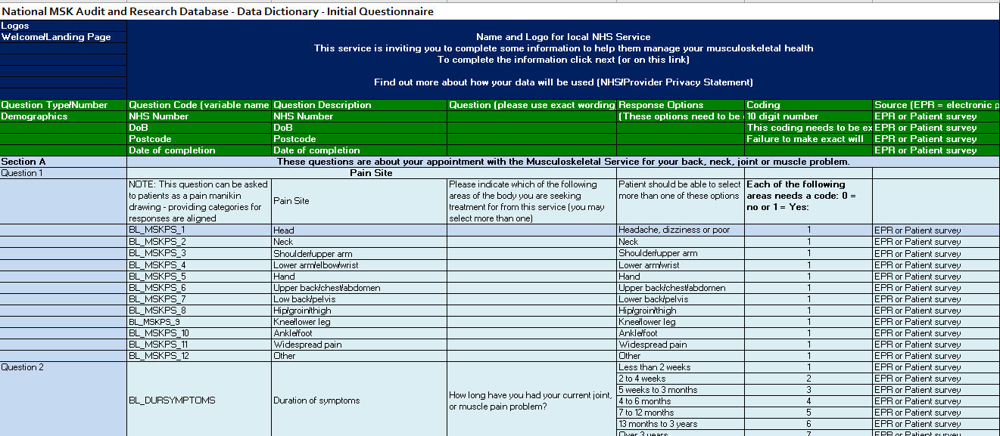 National MSK Audit and Research Database - Data Dictionary - Initial Questionnaire
Logos
Welcome/Landing Page
Name and Logo for local NHS Service
This service is inviting you to complete some information to help them manage your musculoskeletal health
To complete the information click next (or on this link)
Find out more about how your data will be used (NHS/Provider Privacy Statement)
Question Type/Number Question Code (variable name Question Description Question (please use exact wording Response Options Coding Source (EPR = electronic p
Demographics NHS Number NHS Number (These options need to be 10 digit number EPR or Patient survey
DoB DoB This coding needs to be ex EPR or Patient survey
Postcode Postcode Failure to make exact will EPR or Patient survey
Date of completion Date of completion EPR or Patient survey
Section A These questions are about your appointment with the Musculoskeletal Service for your back, neck, joint or muscle problem.
Question 1 Pain Site
NOTE: This question can be asked
to patients as a pain manikin
drawing - providing categories for
responses are aligned
Pain Site
Please indicate which of the following
areas of the body you are seeking
treatment for from this service (you may
select more than one)
Patient should be able to select
more than one of these options
Each of the following
areas needs a code: 0 =
no or 1 = Yes:
BL_MSKPS_1 Head Headache, dizziness or poor 1 EPR or Patient survey
BL_MSKPS_2 Neck Neck 1 EPR or Patient survey
BL_MSKPS_3 Shoulder/upper arm Shoulder/upper arm 1 EPR or Patient survey
BL_MSKPS_4 Lower arm/elbow/wrist Lower arm/wrist 1 EPR or Patient survey
BL_MSKPS_5 Hand Hand 1 EPR or Patient survey
BL_MSKPS_6 Upper back/chest/abdomen Upper back/chest/abdomen 1 EPR or Patient survey
BL_MSKPS_7 Low back/pelvis Lower back/pelvis 1 EPR or Patient survey
BL_MSKPS_8 Hip/groin/thigh Hip/groin/thigh 1 EPR or Patient survey
BL_MSKPS_9 Knee/lower leg Knee/lower leg 1 EPR or Patient survey
BL_MSKPS_10 Ankle/foot Ankle/foot 1 EPR or Patient survey
BL_MSKPS_11 Widespread pain Widespread pain 1 EPR or Patient survey
BL_MSKPS_12 Other Other 1 EPR or Patient survey
Question 2
BL_DURSYMPTOMS
Duration of symptoms
How long have you had your current joint,
or muscle pain problem?
Less than 2 weeks 1 EPR or Patient survey
2 to 4 weeks 2 EPR or Patient survey
5 weeks to 3 months 3 EPR or Patient survey
4 to 6 months 4 EPR or Patient survey
7 to 12 months 5 EPR or Patient survey
13 months to 3 years 6 EPR or Patient survey
Over 3 years 7 EPR or Patient survey